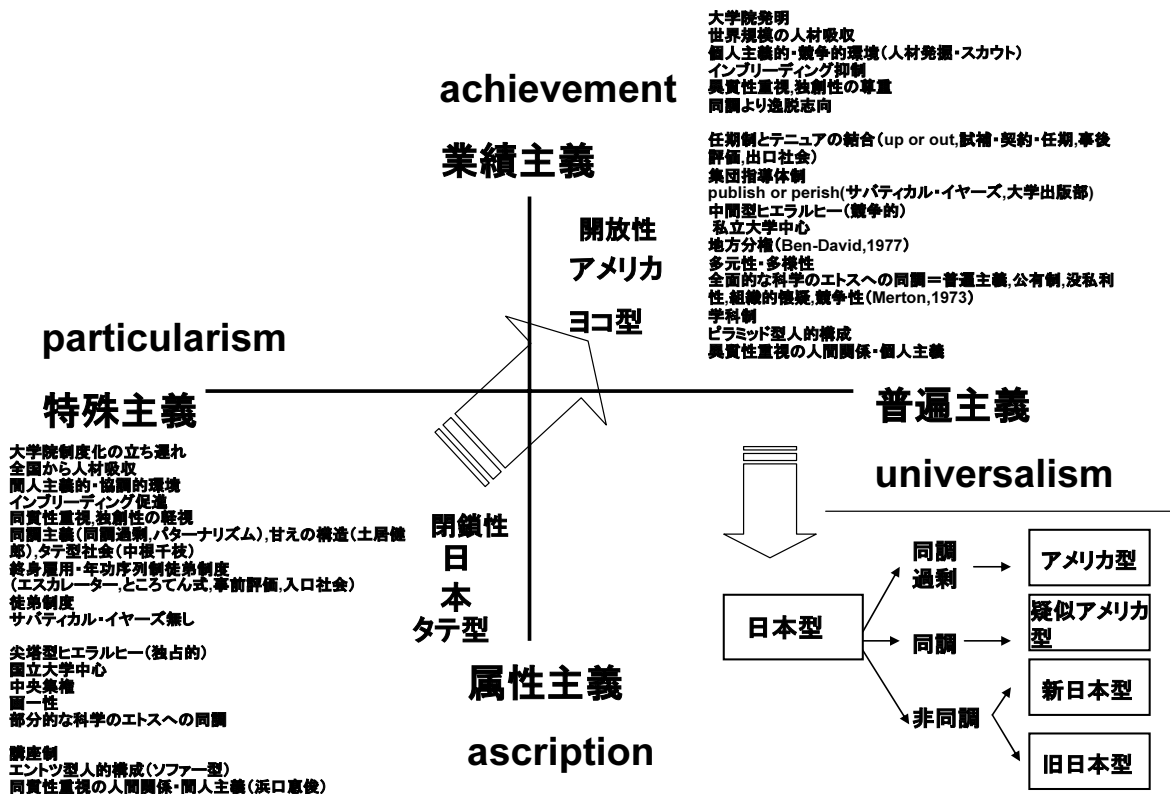 大学院発明
世界規模の人材吸収
個人主義的・競争的環境(人材発掘・スカウト)
インブリーディング抑制
異質性重視,独創性の尊重
同調より逸脱志向
任期制とテニュアの結合(up or out,試補・契約・任期,事後
評価,出口社会)
集団指導体制
publish or perish(サバティカル・イヤーズ,大学出版部)
中間型ヒエラルヒー(競争的)
私立大学中心
地方分権(Ben-David,1977)
多元性・多様性
全面的な科学のエトスへの同調＝普遍主義,公有制,没私利
性,組織的懐疑,競争性(Merton,1973)
学科制
ピラミッド型人的構成
異質性重視の人間関係・個人主義
achievement
業績主義
開放性
アメリカ
ヨコ型
particularism
特殊主義
普遍主義
universalism
大学院制度化の立ち遅れ
全国から人材吸収
間人主義的・協調的環境
インブリーディング促進
同質性重視,独創性の軽視
同調主義(同調過剰,パターナリズム),甘えの構造(土居健
郎),タテ型社会(中根千枝)
終身雇用・年功序列制徒弟制度
(エスカレーター,ところてん式,事前評価,入口社会)
徒弟制度
サバティカル・イヤーズ無し
尖塔型ヒエラルヒー(独占的)
国立大学中心
中央集権
画一性
部分的な科学のエトスへの同調
講座制
エントツ型人的構成(ソファー型)
同質性重視の人間関係・間人主義(浜口恵俊)
閉鎖性
日
本
タテ型
属性主義
ascription
日本型
同調
過剰
同調
非同調
アメリカ型
疑似アメリカ
型
新日本型
旧日本型